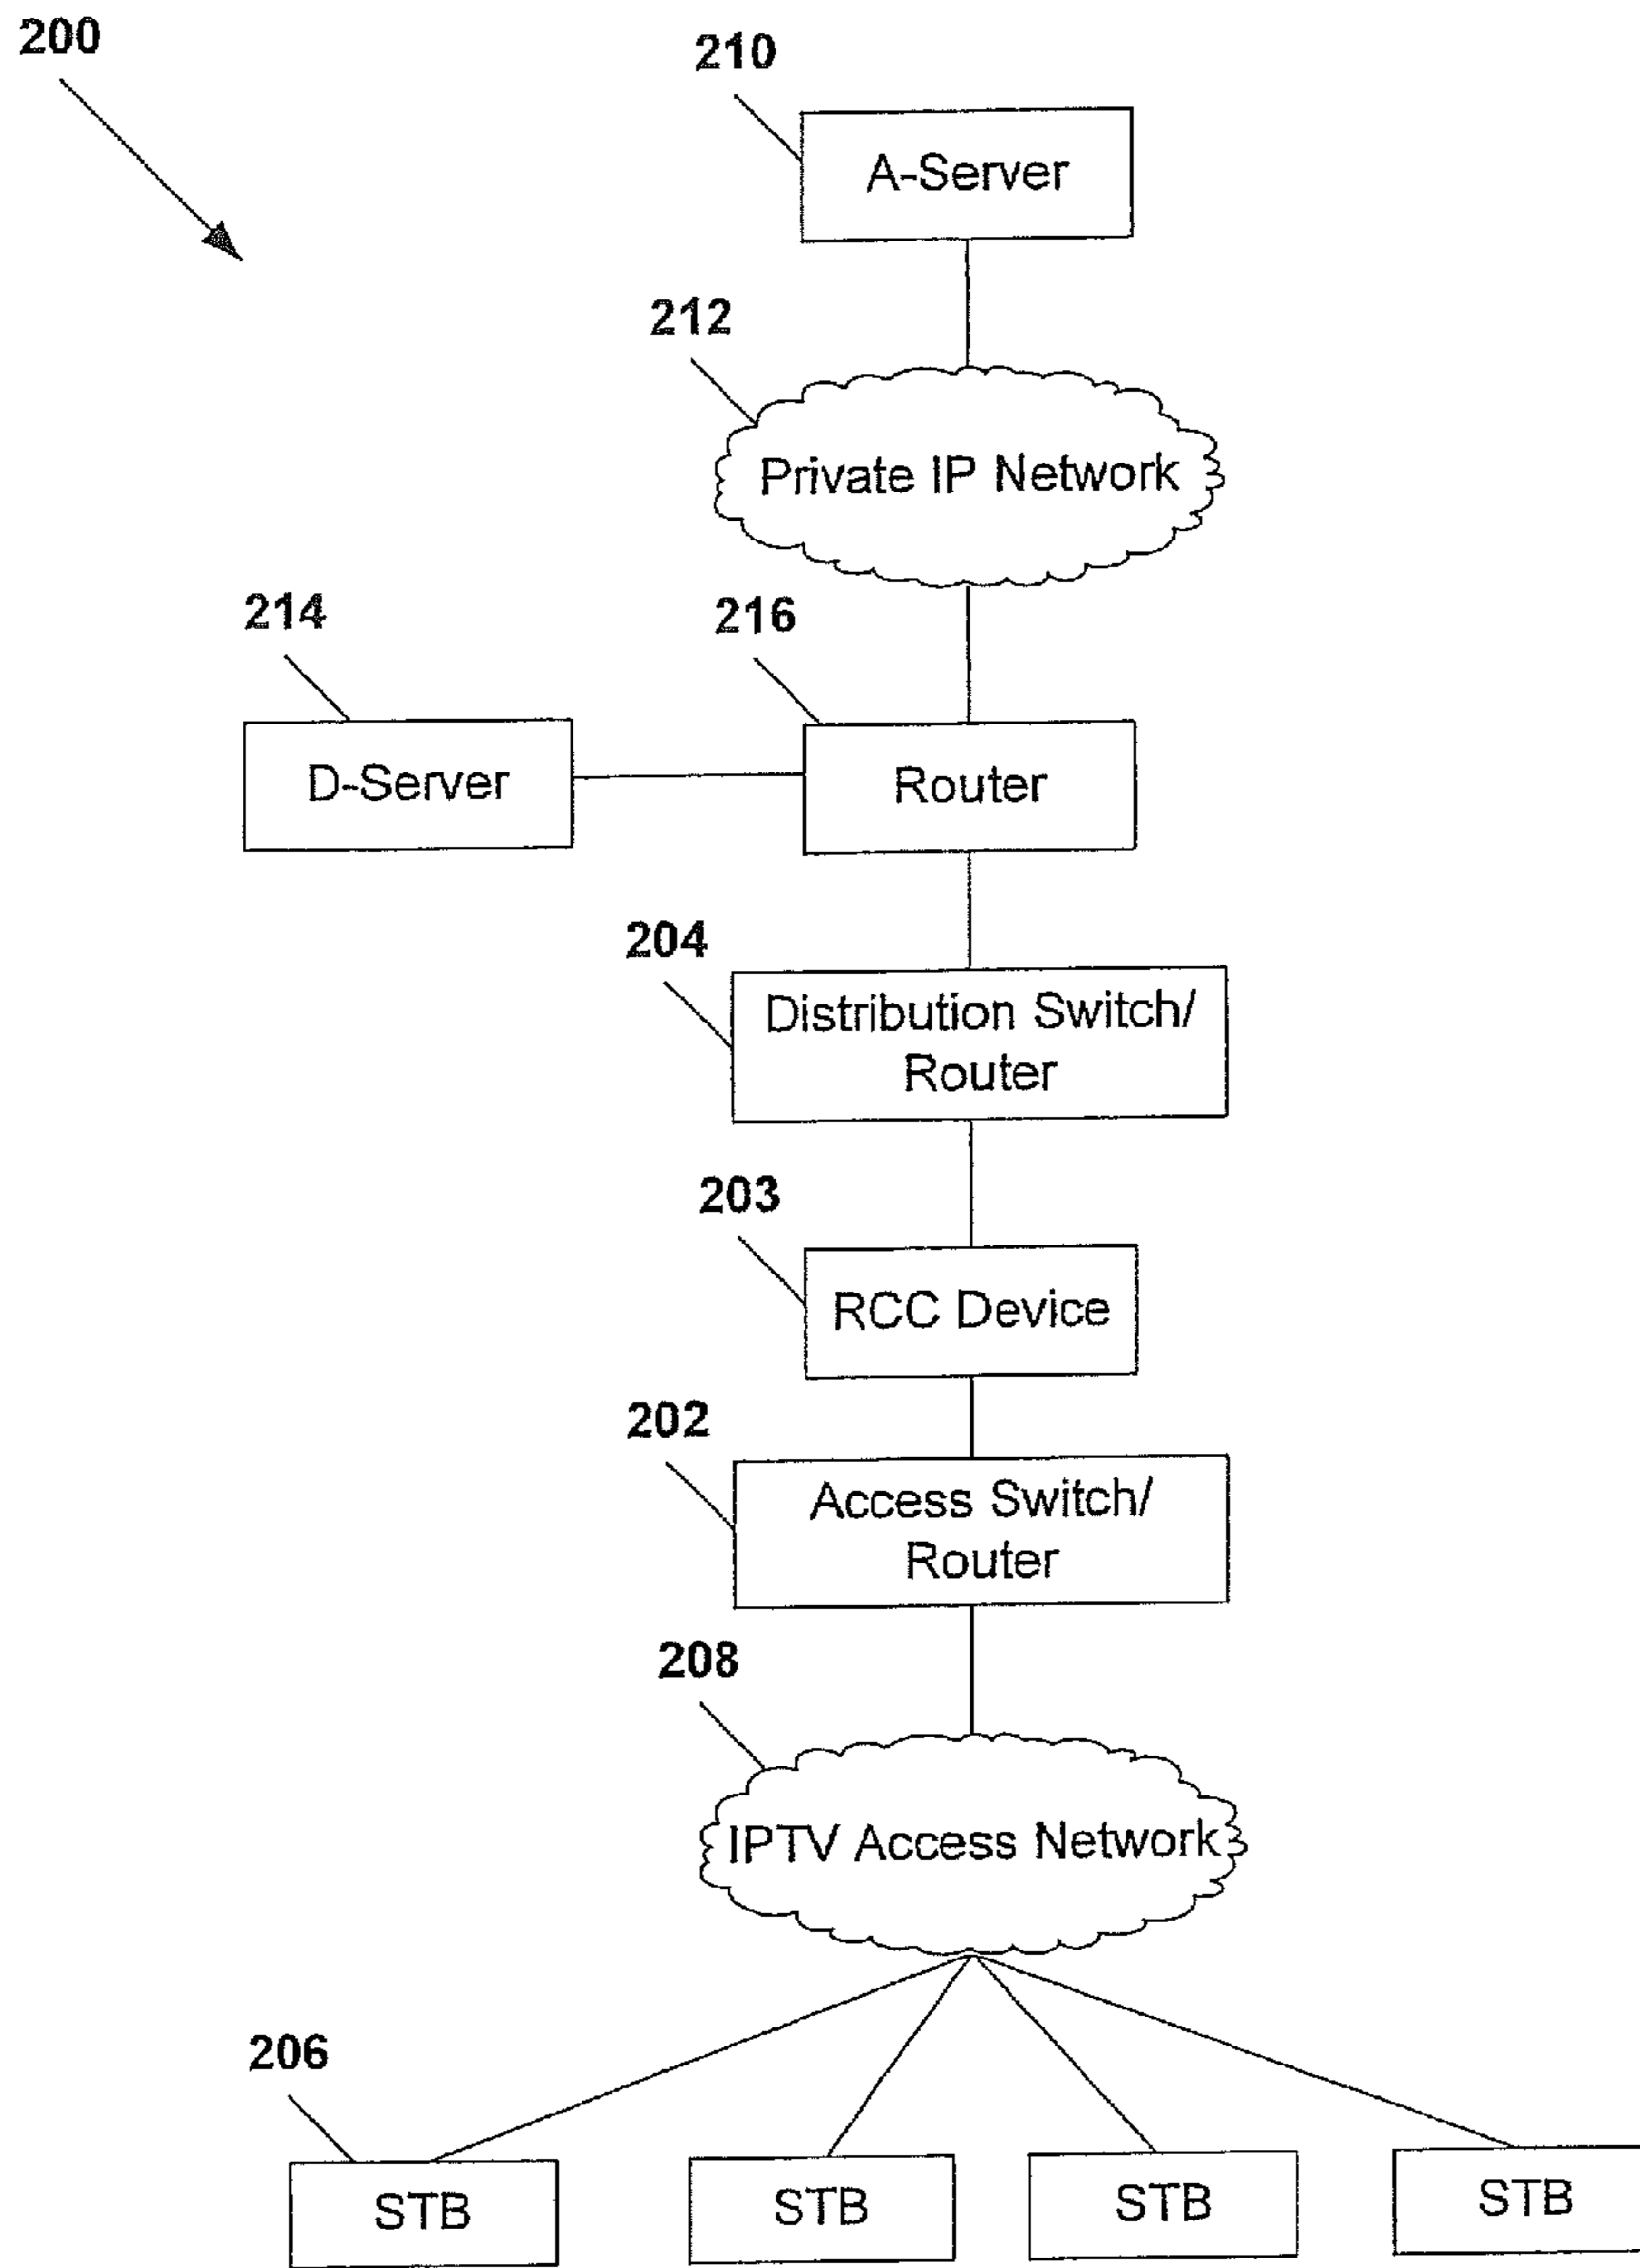 200
210
A-Server
212
Private IP Network
214
216
D-Server
Router
204
Distribution Switch/
Router
203
RCC Device
202
Access Switch/
Router
208
IPTV Access Network
206
STB
STB
STB
STB